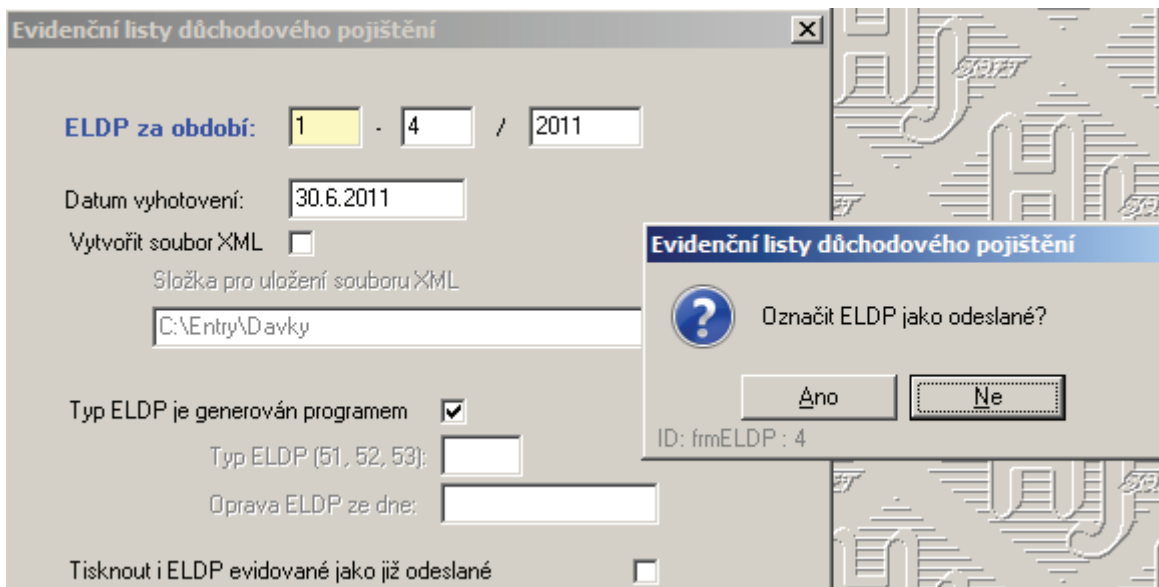 Evidenční listy důchodového pojištění
ELDP za období: 1 - 4 / 2011
Datum vyhotovení: 30.6.2011
Vytvořit soubor XML
Složka pro uložení souboru XML
C:\Entry\Davky
Typ ELDP je generován programem
Typ ELDP (51, 52, 53):
Oprava ELDP ze dne:
Tisknout i ELDP evidované jako již odeslané
Evidenční listy důchodového pojištění
Označit ELDP jako odeslané?
Ano Ne
ID: frmELDP : 4
HJ SOFT